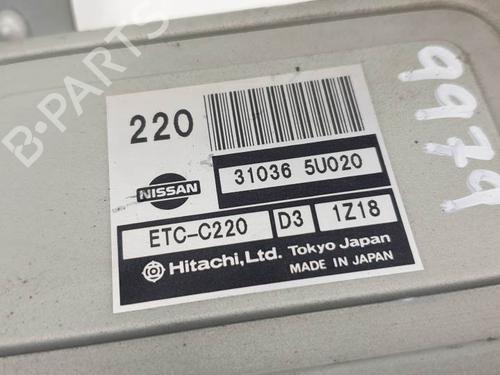 220
NISSAN
31036 5U020
ETC-C220 D3 1Z18
Hitachi, Ltd. Tokyo Japan
MADE IN JAPAN
B-PARTS